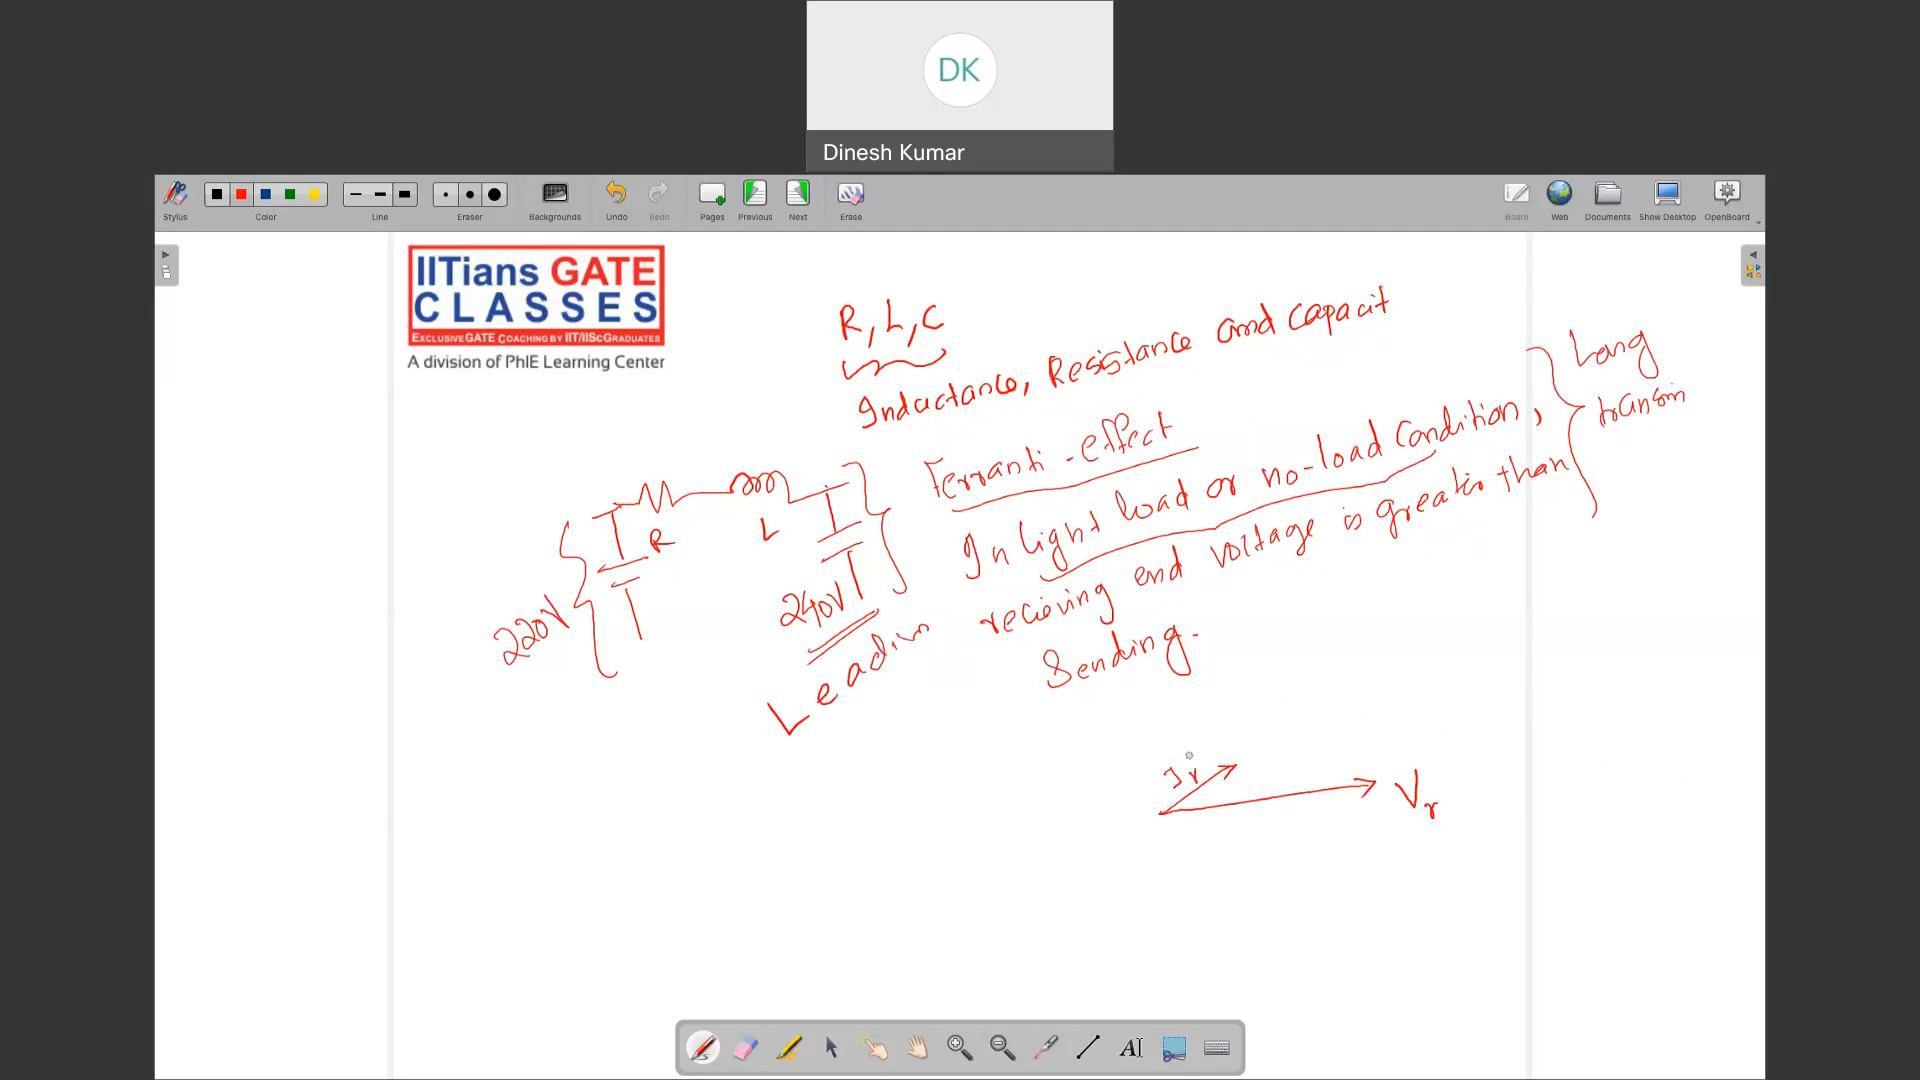 DK
Dinesh Kumar
Stylus
Color
Line
Eraser
Backgrounds
Undo
Redo
Pages
Previous
Next
Erase
Board
Web
Documents
Show Desktop
OpenBoard
IITians GATE
CLASSES
EXCLUSIVE GATE COACHING BY IIT/IISc GRADUATES
A division of PhIE Learning Center
R, L, C
Inductance, Resistance and Capacit
Long
transm
Ferranti - effect
In light load or no-load Condition,
recieving end voltage is greater than
Sending.
R
L
220V
240V
Leadin
Ir
Vr
AI